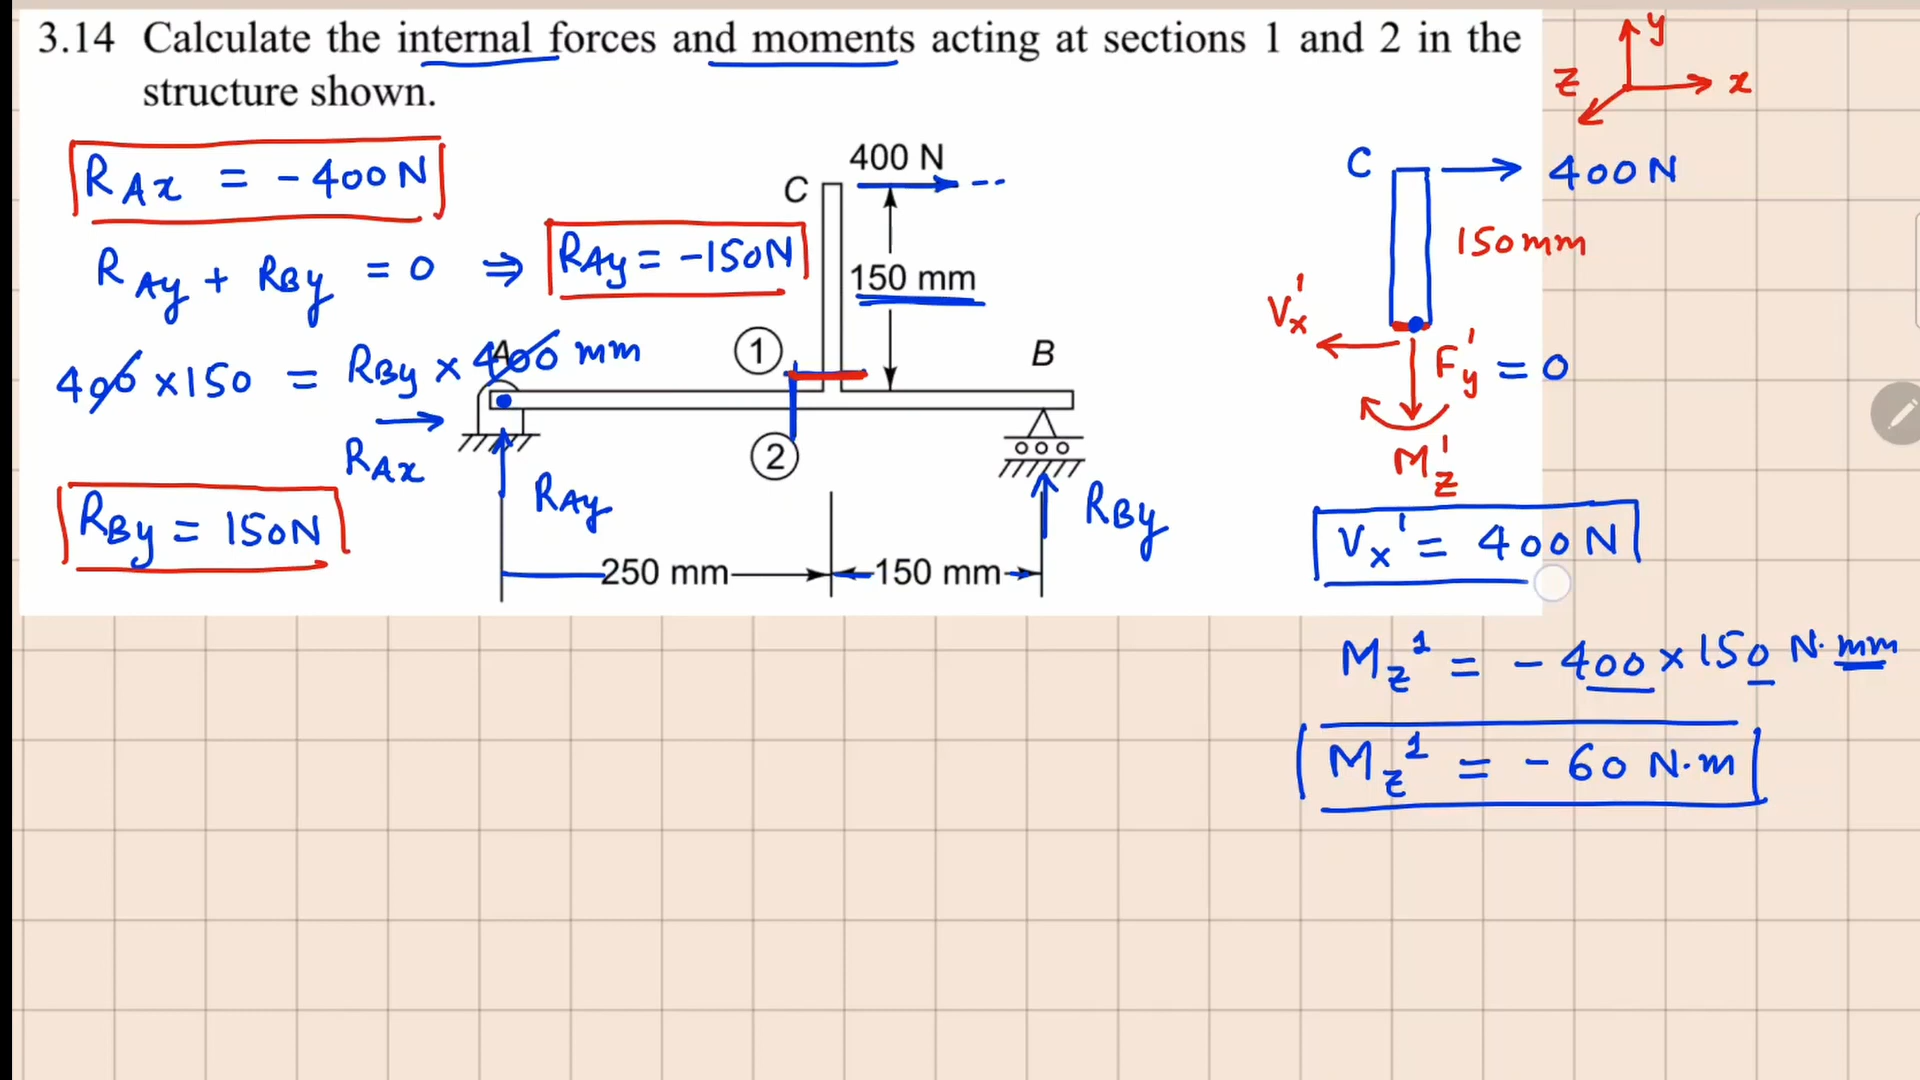 3.14 Calculate the internal forces and moments acting at sections 1 and 2 in the
structure shown.
RAx = -400N
RAy + RBy = 0 ⇒ RAy = -150N
400 x 150 = RBy x 400 mm
RAx
RBy = 150N
400 N
C
150 mm
1
A
B
2
RAy
RBy
250 mm
150 mm
y
z
x
C
400N
150mm
Vx'
Fy' = 0
Mz'
Vx' = 400N
Mz¹ = - 400 x 150 N·mm
Mz¹ = - 60 N·m